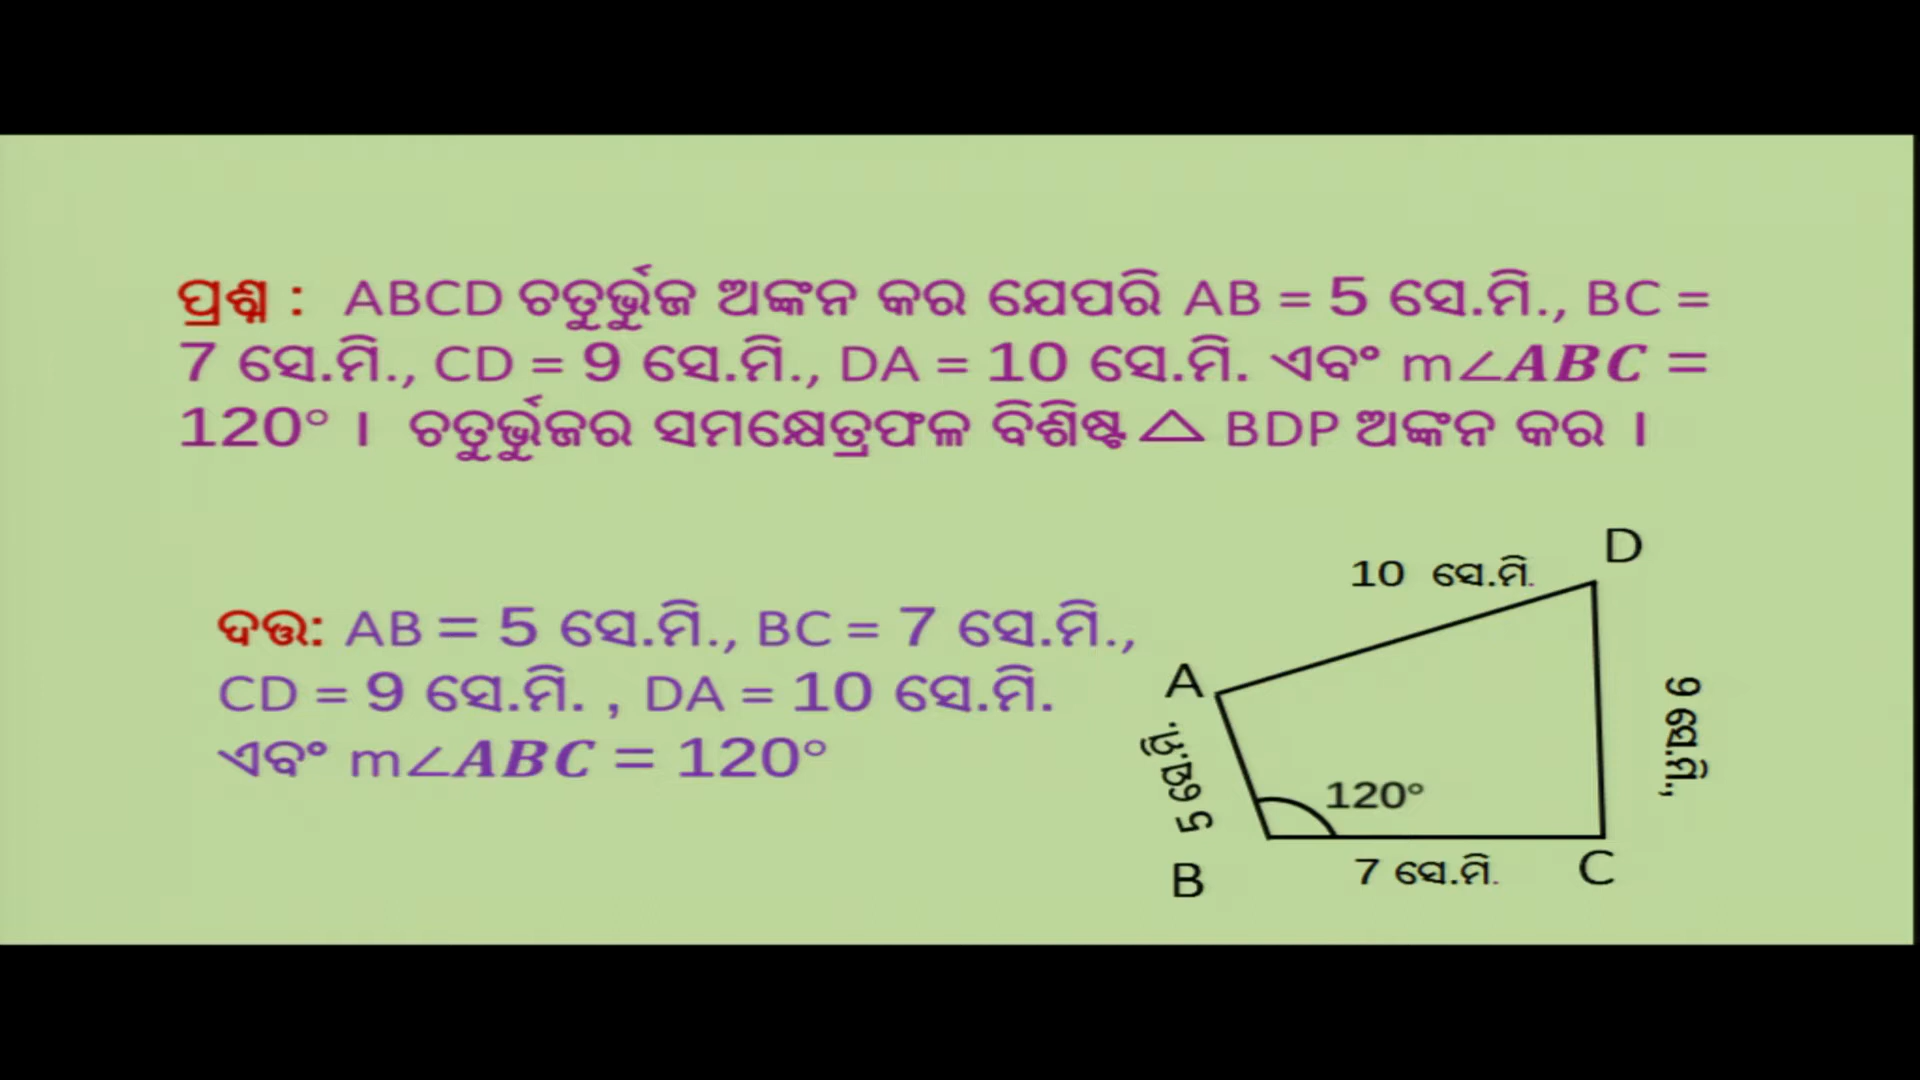 ପ୍ରଶ୍ନ : ABCD ଚତୁର୍ଭୁଜ ଅଙ୍କନ କର ଯେପରି AB = 5 ସେ.ମି., BC =
7 ସେ.ମି., CD = 9 ସେ.ମି., DA = 10 ସେ.ମି. ଏବଂ m∠ABC =
120° । ଚତୁର୍ଭୁଜର ସମକ୍ଷେତ୍ରଫଳ ବିଶିଷ୍ଟ △ BDP ଅଙ୍କନ କର ।
ଦତ୍ତ: AB = 5 ସେ.ମି., BC = 7 ସେ.ମି.,
CD = 9 ସେ.ମି. , DA = 10 ସେ.ମି.
ଏବଂ m∠ABC = 120°
D
10 ସେ.ମି.
A
9 ସେ.ମି.,
5 ସେ.ମି.
120°
B
7 ସେ.ମି.
C